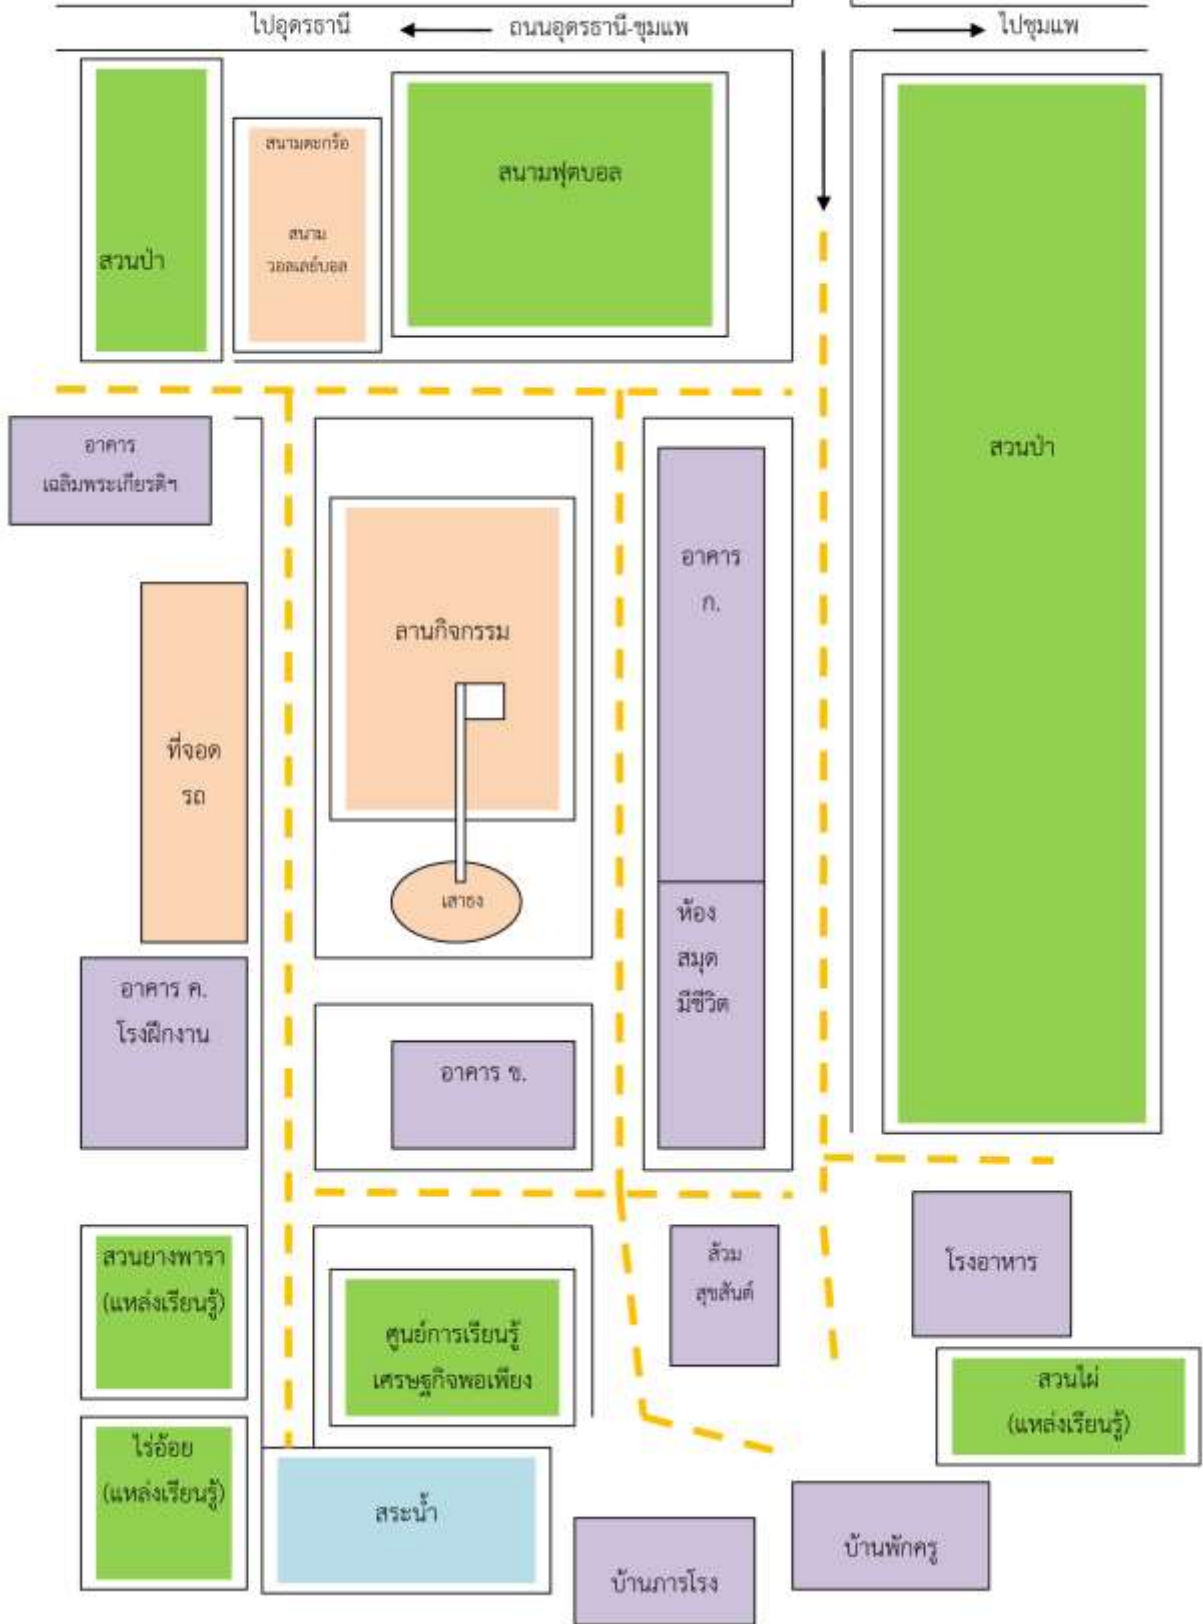 ไปอุดรธานี
ถนนอุดรธานี-ชุมแพ
ไปชุมแพ
สวนป่า
สนามตะกร้อ
สนาม
วอลเลย์บอล
สนามฟุตบอล
สวนป่า
อาคาร
เฉลิมพระเกียรติฯ
ลานกิจกรรม
อาคาร
ก.
ที่จอด
รถ
เสาธง
ห้อง
สมุด
มีชีวิต
อาคาร ค.
โรงฝึกงาน
อาคาร ข.
สวนยางพารา
(แหล่งเรียนรู้)
ศูนย์การเรียนรู้
เศรษฐกิจพอเพียง
ส้วม
สุขสันต์
โรงอาหาร
สวนไผ่
(แหล่งเรียนรู้)
ไร่อ้อย
(แหล่งเรียนรู้)
สระน้ำ
บ้านภารโรง
บ้านพักครู